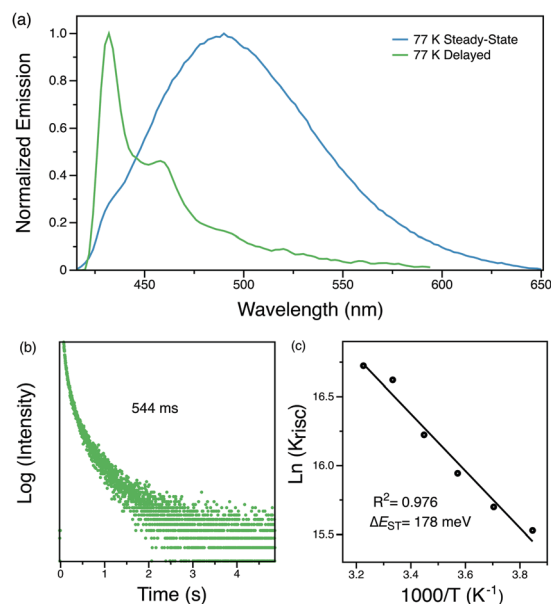 (a)
77 K Steady-State
77 K Delayed
Normalized Emission
1.0
0.8
0.6
0.4
0.2
0
450
500
550
600
650
Wavelength (nm)
(b)
544 ms
Log (Intensity)
0
1
2
3
4
Time (s)
(c)
Ln (Krisc)
16.5
16.0
15.5
R²= 0.976
ΔE_ST= 178 meV
3.2
3.4
3.6
3.8
1000/T (K⁻¹)